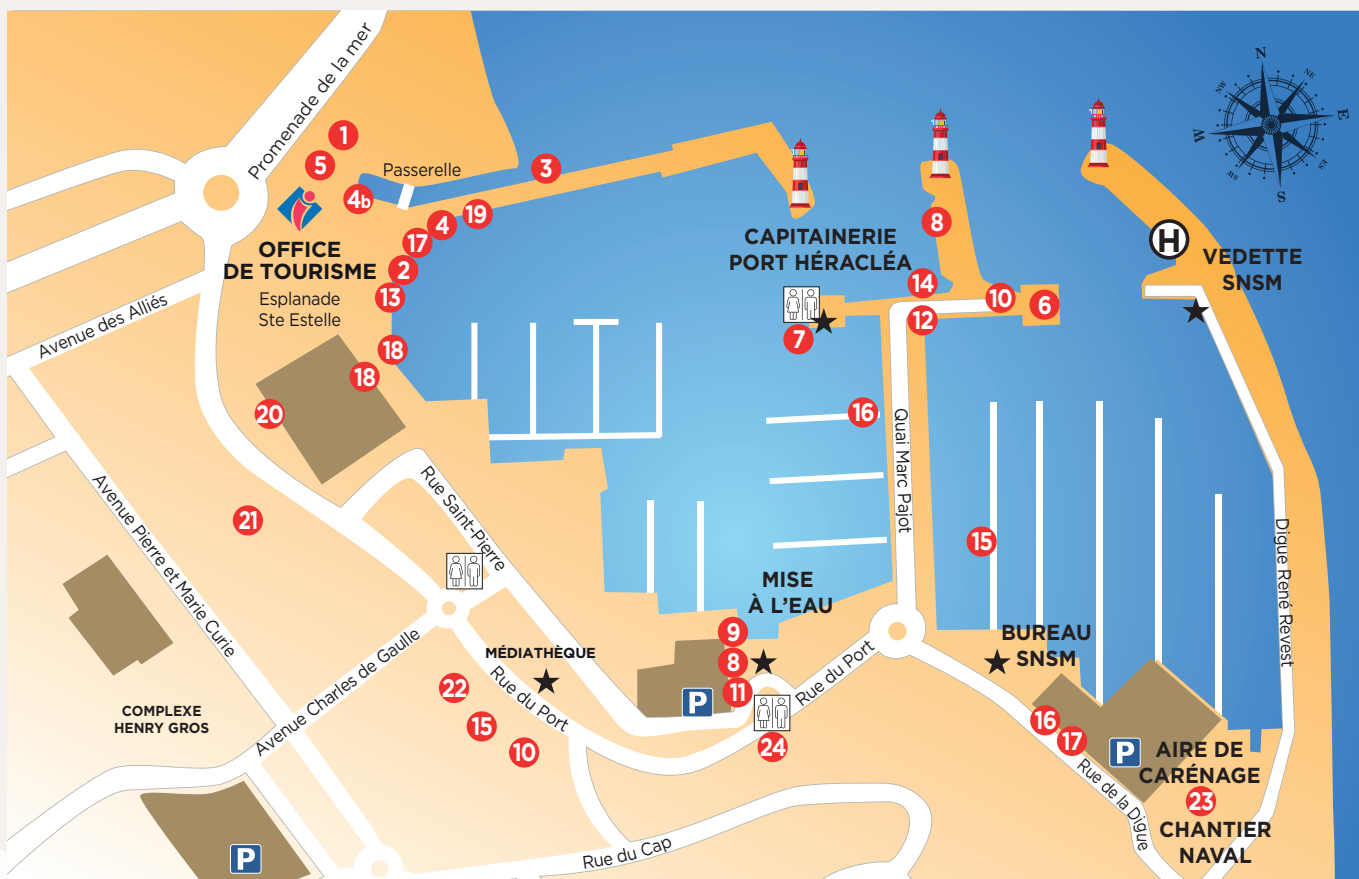 Promenade de la mer
1
5
Passerelle
3
4b
4
19
17
OFFICE
DE TOURISME
2
13
Esplanade
Ste Estelle
Avenue des Alliés
18
18
20
CAPITAINERIE
PORT HÉRACLÉA
8
14
10
6
12
7
N
NE
E
ES
S
SW
W
NW
H
VEDETTE
SNSM
16
Quai Marc Pajot
15
Digue René Revest
Rue Saint-Pierre
21
Avenue Pierre et Marie Curie
MISE
À L'EAU
9
8
11
P
Rue du Port
BUREAU
SNSM
MÉDIATHÈQUE
22
Rue du Port
15
10
24
Avenue Charles de Gaulle
COMPLEXE
HENRY GROS
P
Rue du Cap
16
17
P
AIRE DE
CARÉNAGE
23
CHANTIER
NAVAL
Rue de la Digue